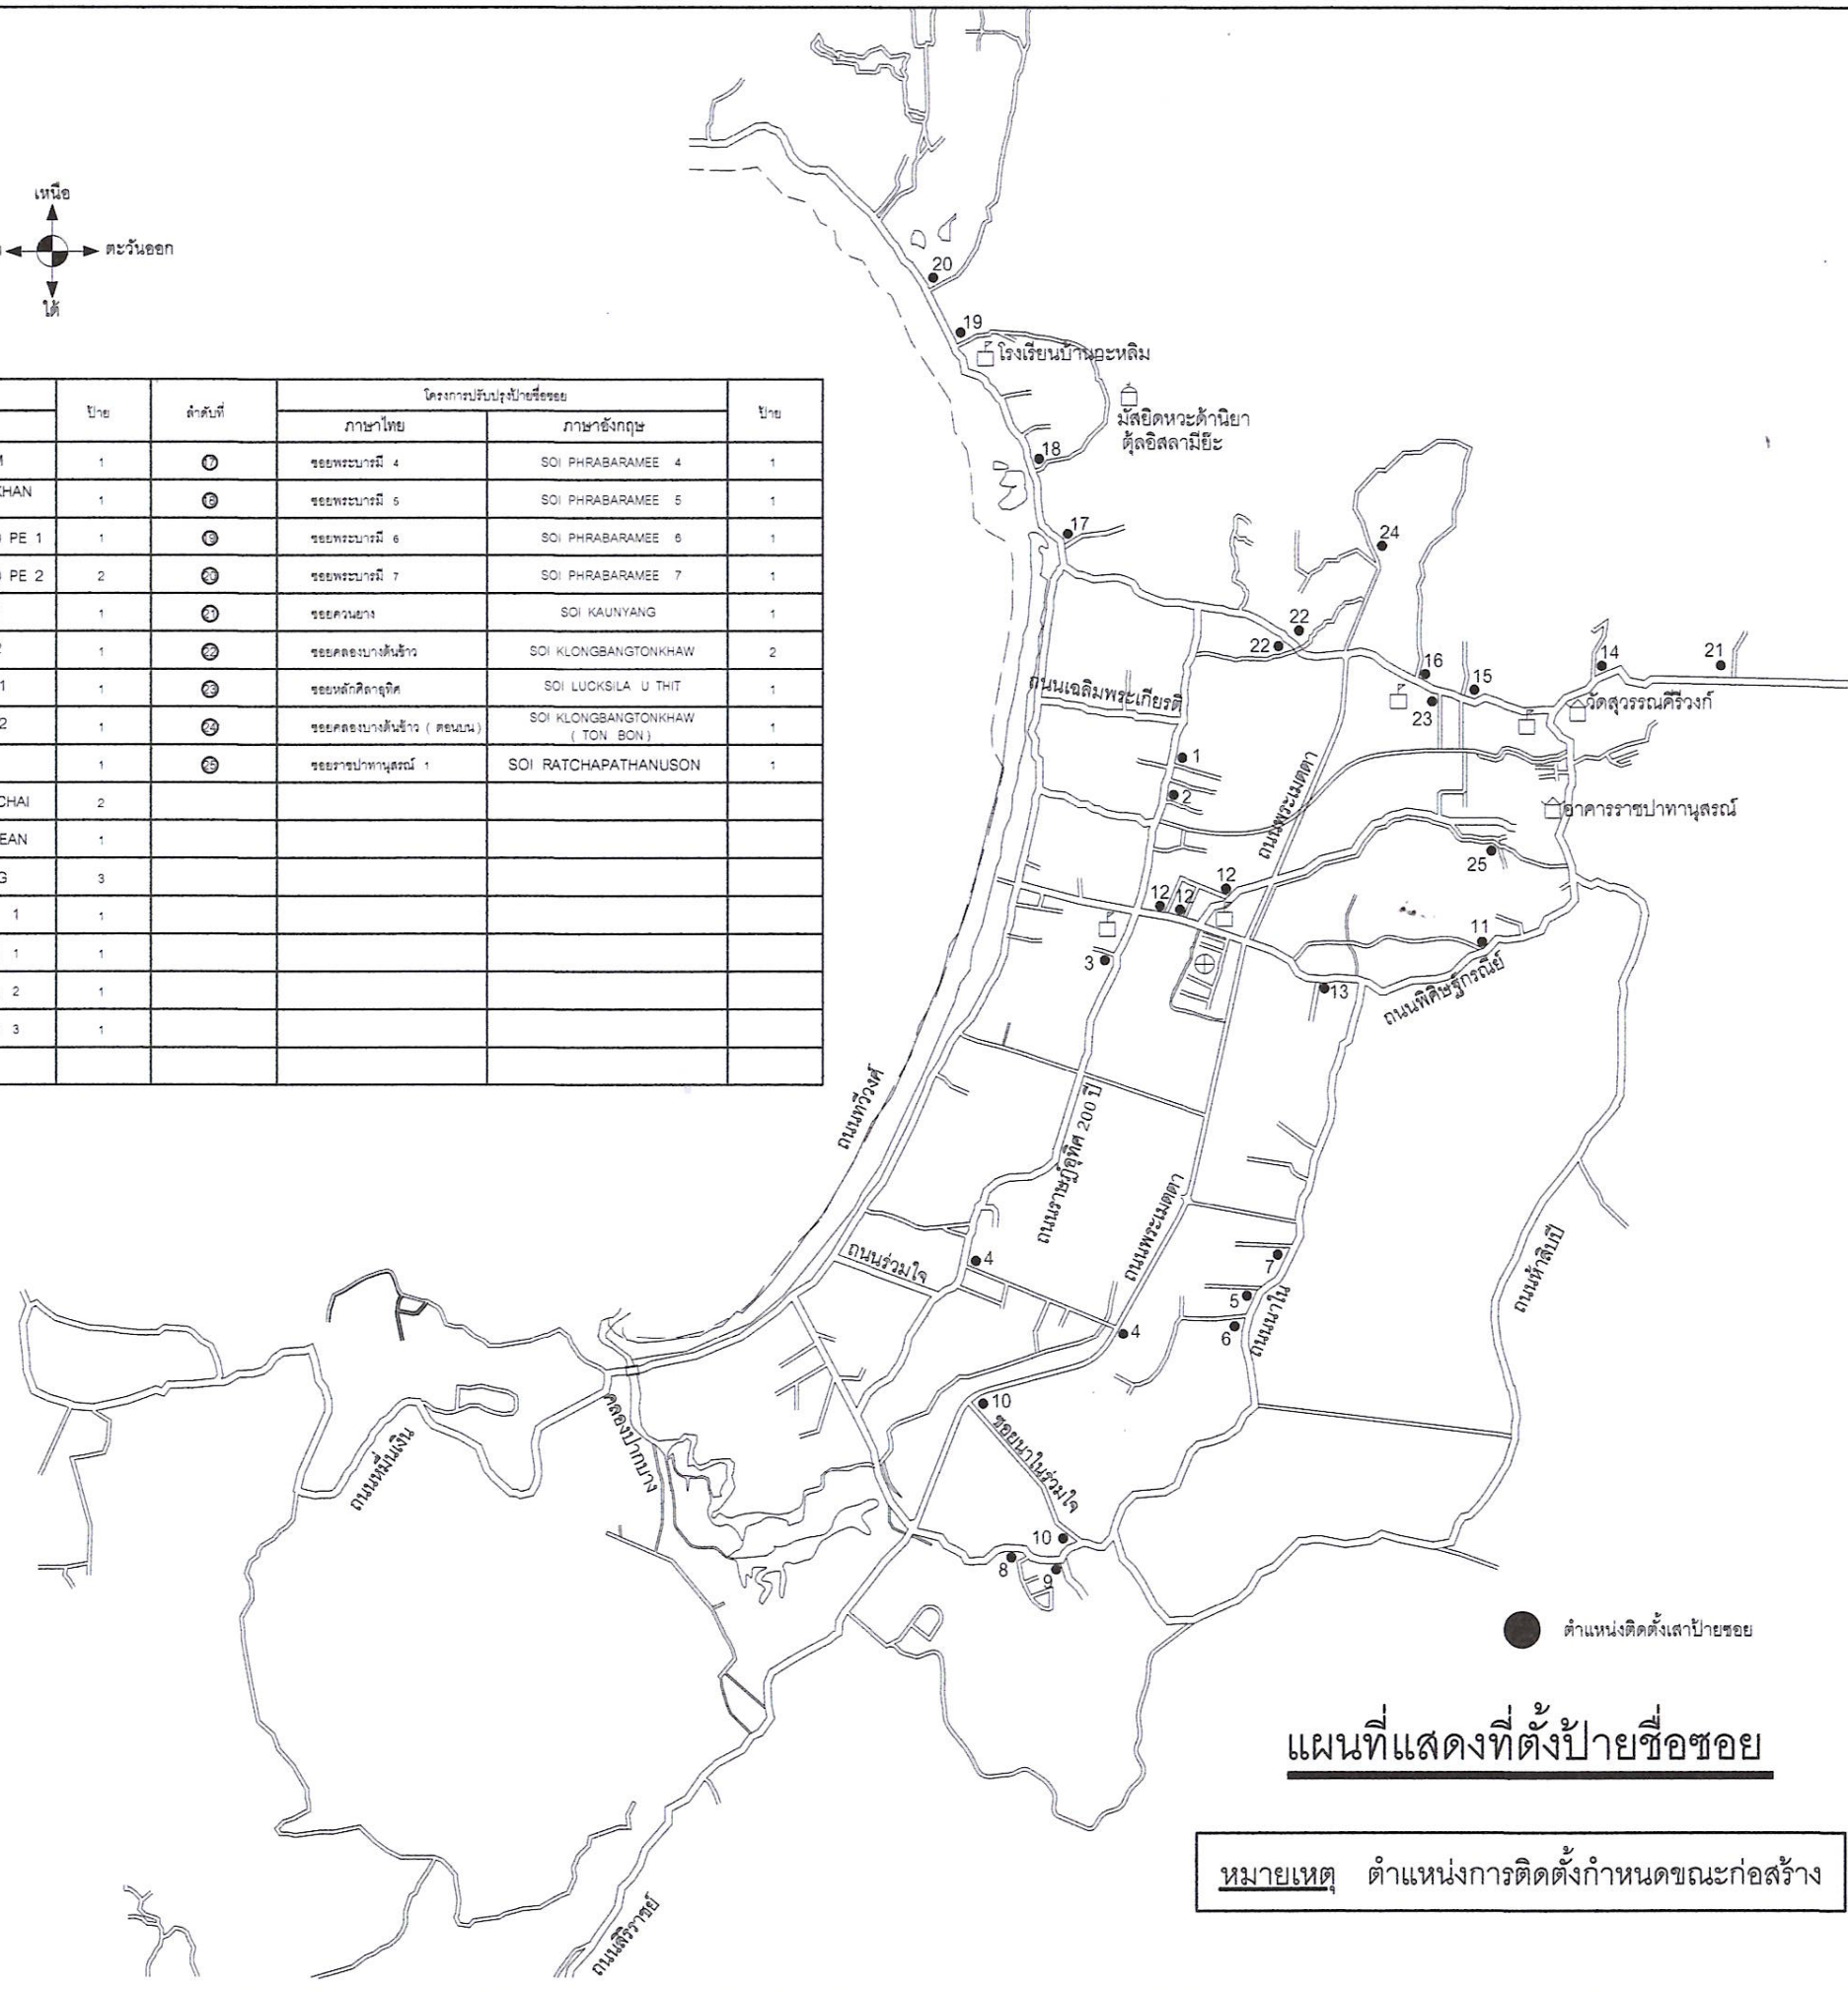 เหนือ
ตะวันออก
ใต้
ป้าย ลำดับที่ โครงการปรับปรุงป้ายชื่อซอย ป้าย
ภาษาไทย ภาษาอังกฤษ
1 17 ซอยพระบารมี 4 SOI PHRABARAMEE 4 1
KHAN 1 18 ซอยพระบารมี 5 SOI PHRABARAMEE 5 1
PE 1 1 19 ซอยพระบารมี 6 SOI PHRABARAMEE 6 1
PE 2 2 20 ซอยพระบารมี 7 SOI PHRABARAMEE 7 1
1 21 ซอยควนยาง SOI KAUNYANG 1
2 1 22 ซอยคลองบางต้นข้าว SOI KLONGBANGTONKHAW 2
1 1 23 ซอยหลักศิลาอุทิศ SOI LUCKSILA U THIT 1
2 1 24 ซอยคลองบางต้นข้าว ( ตอนบน ) SOI KLONGBANGTONKHAW
( TON BON ) 1
1 25 ซอยราชปาทานุสรณ์ 1 SOI RATCHAPATHANUSON 1
CHAI 2
EAN 1
G 3
1 1
1 1
2 1
3 1
20
19
โรงเรียนบ้านกะหลิม
มัสยิดหวะด้านิยา
ตุ้ลอิสลามียะ
18
17
24
22
22
16
15
14
21
23
ถนนเฉลิมพระเกียรติ
วัดสุวรรณคีรีวงก์
1
2
ถนนพระเมตตา
อาคารราชปาทานุสรณ์
25
12
12
12
3
11
13
ถนนพิศิษฐ์กรณีย์
ถนนทวีวงศ์
ถนนราษฎร์อุทิศ 200 ปี
ถนนพระเมตตา
ถนนร่วมใจ
4
7
5
6
4
ถนนนาใน
ถนนห้าสิบปี
10
ซอยนาในร่วมใจ
คลองปากบาง
ถนนหมื่นเงิน
10
8
9
ถนนสิริราชย์
ตำแหน่งติดตั้งเสาป้ายซอย
แผนที่แสดงที่ตั้งป้ายชื่อซอย
หมายเหตุ ตำแหน่งการติดตั้งกำหนดขณะก่อสร้าง